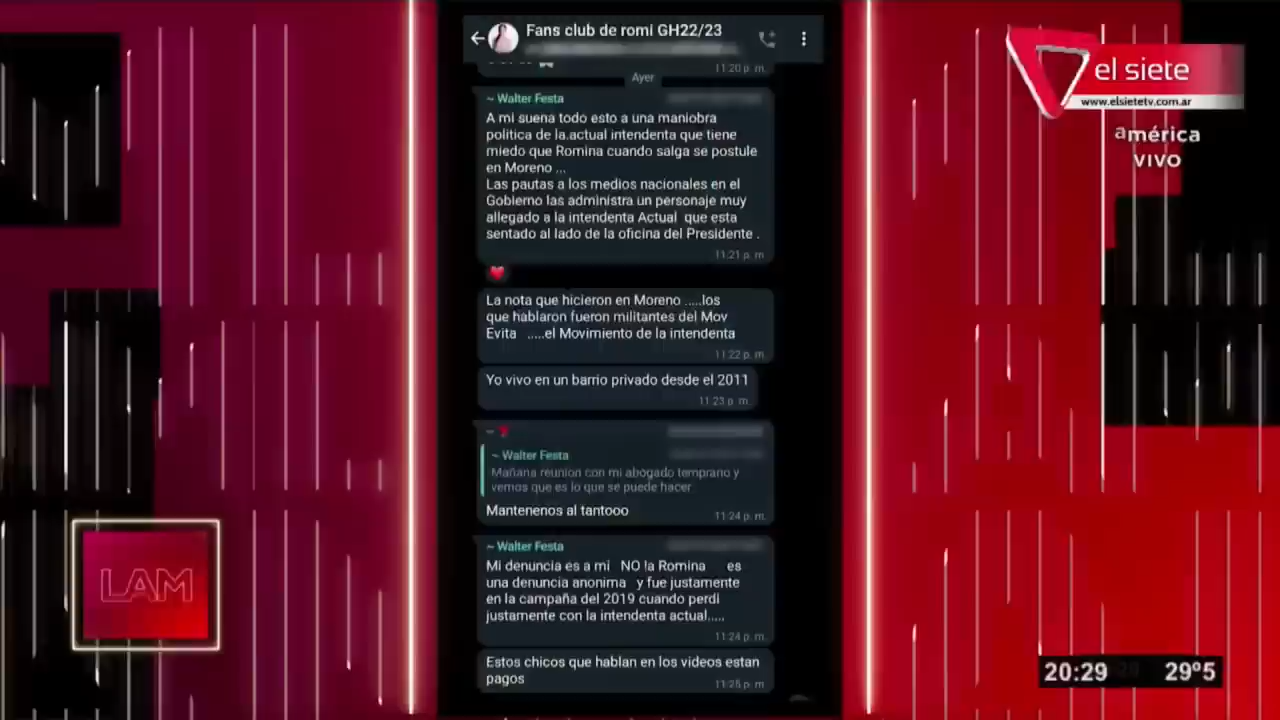 Fans club de romi GH22/23
11:20 p. m.
Ayer
~ Walter Festa
A mi suena todo esto a una maniobra
politica de la.actual intendenta que tiene
miedo que Romina cuando salga se postule
en Moreno ...
Las pautas a los medios nacionales en el
Gobierno las administra un personaje muy
allegado a la intendenta Actual que esta
sentado al lado de la oficina del Presidente .
11:21 p. m.
La nota que hicieron en Moreno .....los
que hablaron fueron militantes del Mov
Evita .....el Movimiento de la intendenta
11:22 p. m.
Yo vivo en un barrio privado desde el 2011
11:23 p. m.
~ Walter Festa
Mañana reunion con mi abogado temprano y
vemos que es lo que se puede hacer
Mantenenos al tantooo
11:24 p. m.
~ Walter Festa
Mi denuncia es a mi NO la Romina es
una denuncia anonima y fue justamente
en la campaña del 2019 cuando perdi
justamente con la intendenta actual.....
11:24 p. m.
Estos chicos que hablan en los videos estan
pagos
11:25 p. m.
el siete
www.elsietetv.com.ar
américa
VIVO
LAM
20:29
29º5